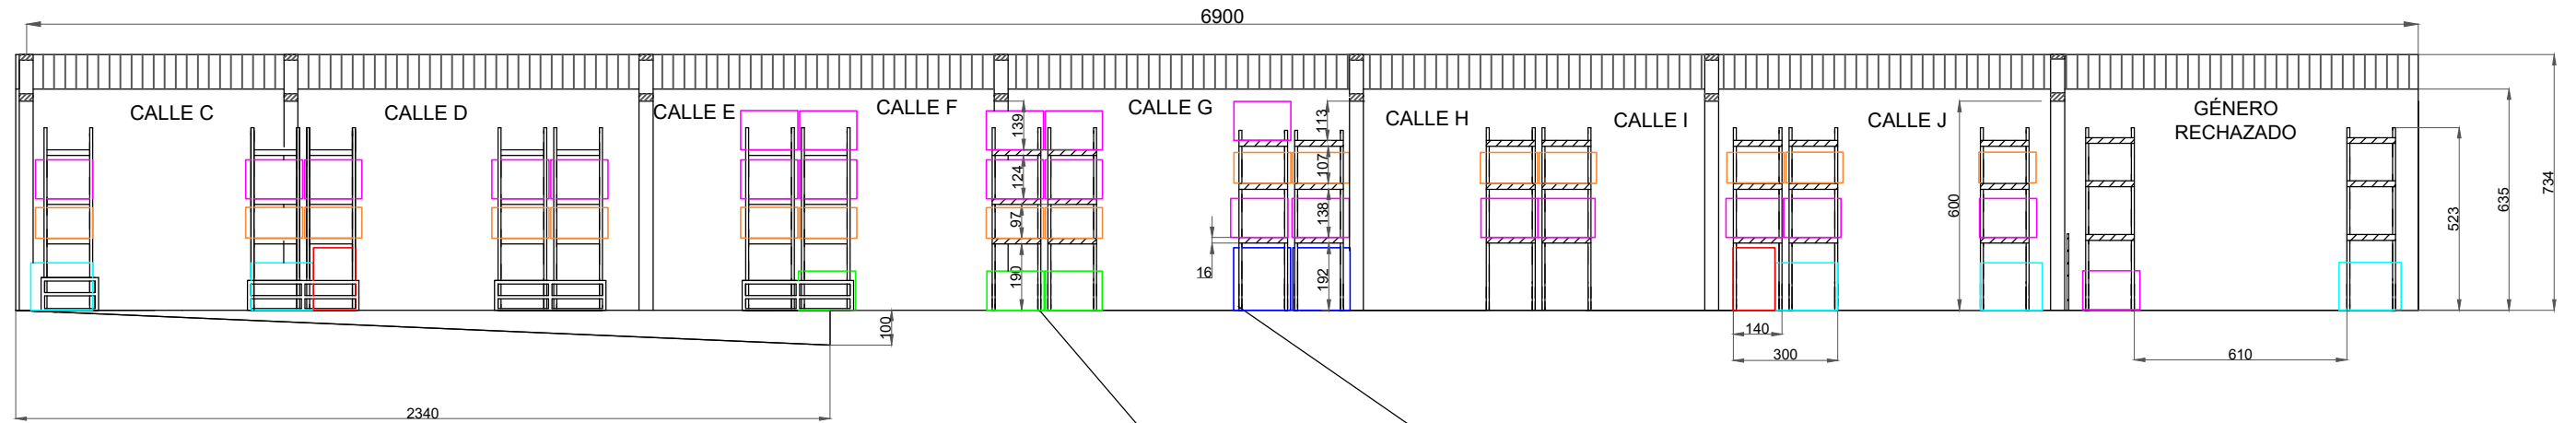 6900
CALLE C
CALLE D
CALLE E
CALLE F
CALLE G
CALLE H
CALLE I
CALLE J
GÉNERO
RECHAZADO
139
124
97
190
113
107
138
192
16
600
523
635
734
100
140
300
610
2340